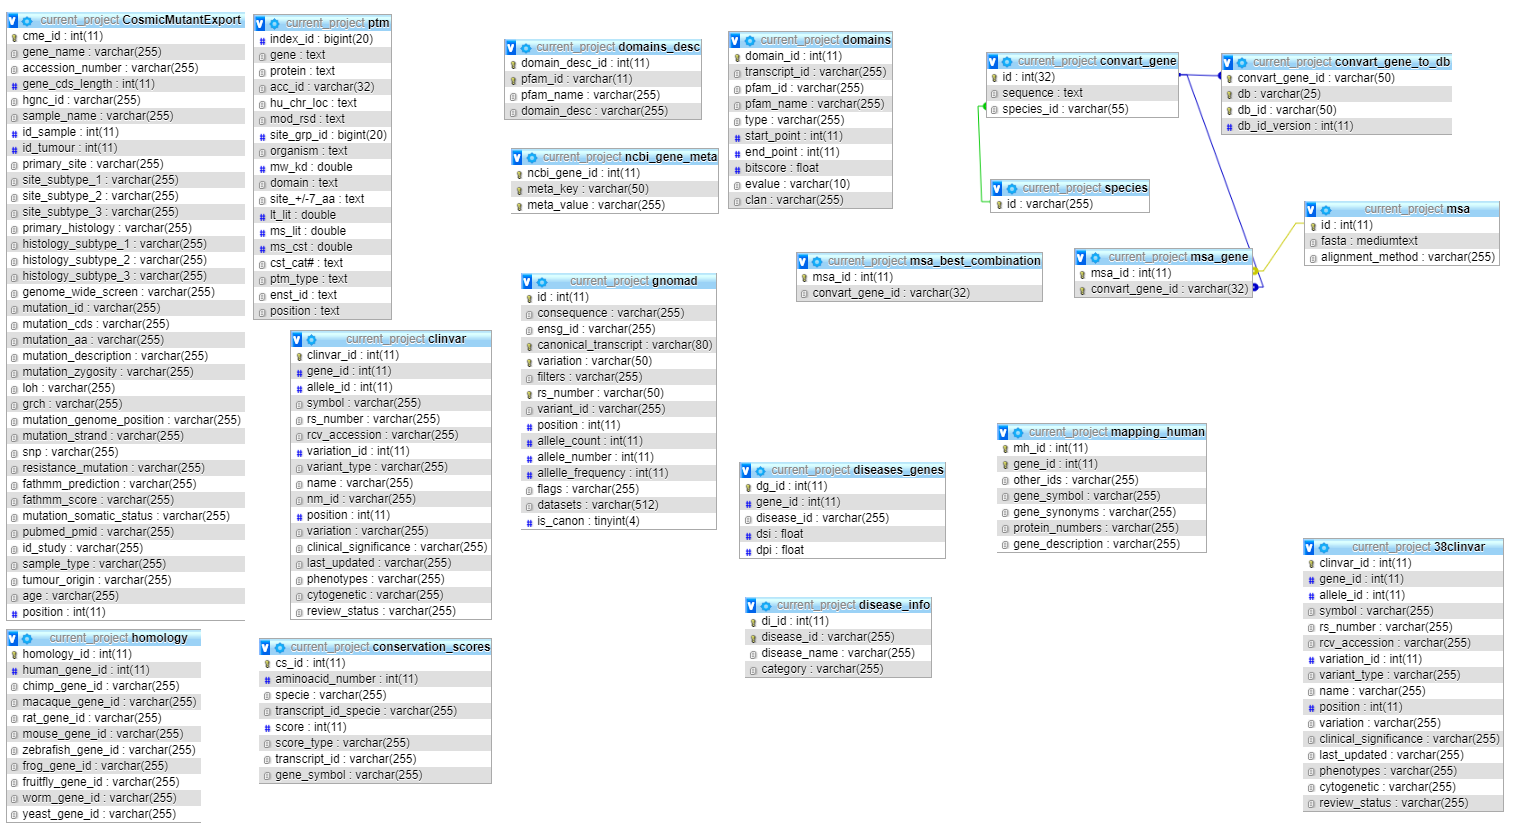 current_project CosmicMutantExport
cme_id : int(11)
gene_name : varchar(255)
accession_number : varchar(255)
gene_cds_length : int(11)
hgnc_id : varchar(255)
sample_name : varchar(255)
id_sample : int(11)
id_tumour : int(11)
primary_site : varchar(255)
site_subtype_1 : varchar(255)
site_subtype_2 : varchar(255)
site_subtype_3 : varchar(255)
primary_histology : varchar(255)
histology_subtype_1 : varchar(255)
histology_subtype_2 : varchar(255)
histology_subtype_3 : varchar(255)
genome_wide_screen : varchar(255)
mutation_id : varchar(255)
mutation_cds : varchar(255)
mutation_aa : varchar(255)
mutation_description : varchar(255)
mutation_zygosity : varchar(255)
loh : varchar(255)
grch : varchar(255)
mutation_genome_position : varchar(255)
mutation_strand : varchar(255)
snp : varchar(255)
resistance_mutation : varchar(255)
fathmm_prediction : varchar(255)
fathmm_score : varchar(255)
mutation_somatic_status : varchar(255)
pubmed_pmid : varchar(255)
id_study : varchar(255)
sample_type : varchar(255)
tumour_origin : varchar(255)
age : varchar(255)
position : int(11)
current_project homology
homology_id : int(11)
human_gene_id : int(11)
chimp_gene_id : varchar(255)
macaque_gene_id : varchar(255)
rat_gene_id : varchar(255)
mouse_gene_id : varchar(255)
zebrafish_gene_id : varchar(255)
frog_gene_id : varchar(255)
fruitfly_gene_id : varchar(255)
worm_gene_id : varchar(255)
yeast_gene_id : varchar(255)
current_project ptm
index_id : bigint(20)
gene : text
protein : text
acc_id : varchar(32)
hu_chr_loc : text
mod_rsd : text
site_grp_id : bigint(20)
organism : text
mw_kd : double
domain : text
site_+/-7_aa : text
lt_lit : double
ms_lit : double
ms_cst : double
cst_cat# : text
ptm_type : text
enst_id : text
position : text
current_project clinvar
clinvar_id : int(11)
gene_id : int(11)
allele_id : int(11)
symbol : varchar(255)
rs_number : varchar(255)
rcv_accession : varchar(255)
variation_id : int(11)
variant_type : varchar(255)
name : varchar(255)
nm_id : varchar(255)
position : int(11)
variation : varchar(255)
clinical_significance : varchar(255)
last_updated : varchar(255)
phenotypes : varchar(255)
cytogenetic : varchar(255)
review_status : varchar(255)
current_project conservation_scores
cs_id : int(11)
aminoacid_number : int(11)
specie : varchar(255)
transcript_id_specie : varchar(255)
score : int(11)
score_type : varchar(255)
transcript_id : varchar(255)
gene_symbol : varchar(255)
current_project domains_desc
domain_desc_id : int(11)
pfam_id : varchar(11)
pfam_name : varchar(255)
domain_desc : varchar(255)
current_project ncbi_gene_meta
ncbi_gene_id : int(11)
meta_key : varchar(50)
meta_value : varchar(255)
current_project gnomad
id : int(11)
consequence : varchar(255)
ensg_id : varchar(255)
canonical_transcript : varchar(80)
variation : varchar(50)
filters : varchar(255)
rs_number : varchar(50)
variant_id : varchar(255)
position : int(11)
allele_count : int(11)
allele_number : int(11)
allelle_frequency : int(11)
flags : varchar(255)
datasets : varchar(512)
is_canon : tinyint(4)
current_project domains
domain_id : int(11)
transcript_id : varchar(255)
pfam_id : varchar(255)
pfam_name : varchar(255)
type : varchar(255)
start_point : int(11)
end_point : int(11)
bitscore : float
evalue : varchar(10)
clan : varchar(255)
current_project msa_best_combination
msa_id : int(11)
convart_gene_id : varchar(32)
current_project diseases_genes
dg_id : int(11)
gene_id : int(11)
disease_id : varchar(255)
dsi : float
dpi : float
current_project disease_info
di_id : int(11)
disease_id : varchar(255)
disease_name : varchar(255)
category : varchar(255)
current_project convart_gene
id : int(32)
sequence : text
species_id : varchar(55)
current_project species
id : varchar(255)
current_project convart_gene_to_db
convart_gene_id : varchar(50)
db : varchar(25)
db_id : varchar(50)
db_id_version : int(11)
current_project msa_gene
msa_id : int(11)
convart_gene_id : varchar(32)
current_project msa
id : int(11)
fasta : mediumtext
alignment_method : varchar(255)
current_project mapping_human
mh_id : int(11)
gene_id : int(11)
other_ids : varchar(255)
gene_symbol : varchar(255)
gene_synonyms : varchar(255)
protein_numbers : varchar(255)
gene_description : varchar(255)
current_project 38clinvar
clinvar_id : int(11)
gene_id : int(11)
allele_id : int(11)
symbol : varchar(255)
rs_number : varchar(255)
rcv_accession : varchar(255)
variation_id : int(11)
variant_type : varchar(255)
name : varchar(255)
position : int(11)
variation : varchar(255)
clinical_significance : varchar(255)
last_updated : varchar(255)
phenotypes : varchar(255)
cytogenetic : varchar(255)
review_status : varchar(255)